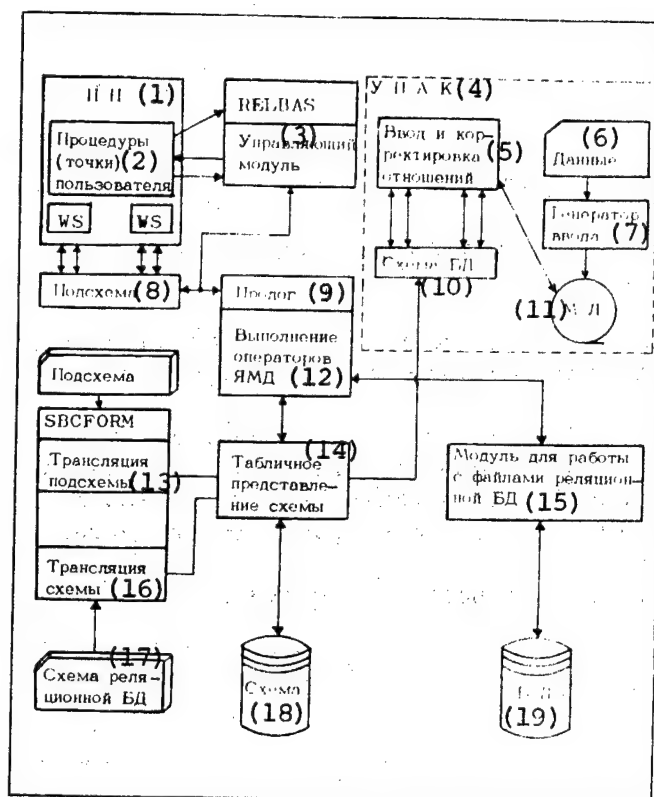 П П (1)
Процедуры
(точки)(2)
пользователя
WS
WS
RELBAS
(3)
Управляющий
модуль
У П А К (4)
Ввод и кор-
ректировка (5)
отношений
(6)
Данные
Генератор
ввода (7)
Подсхема (8)
Пролог (9)
Схема БД
(10)
(11) М Л
Выполнение
операторов
ЯМД (12)
Подсхема
SBCFORM
Трансляция
подсхемы (13)
(14)
Табличное
представле-
ние схемы
Модуль для работы
с файлами реляцион-
ной БД (15)
Трансляция
схемы (16)
(17)
Схема реля-
ционной БД
Схема
(18)
(19)